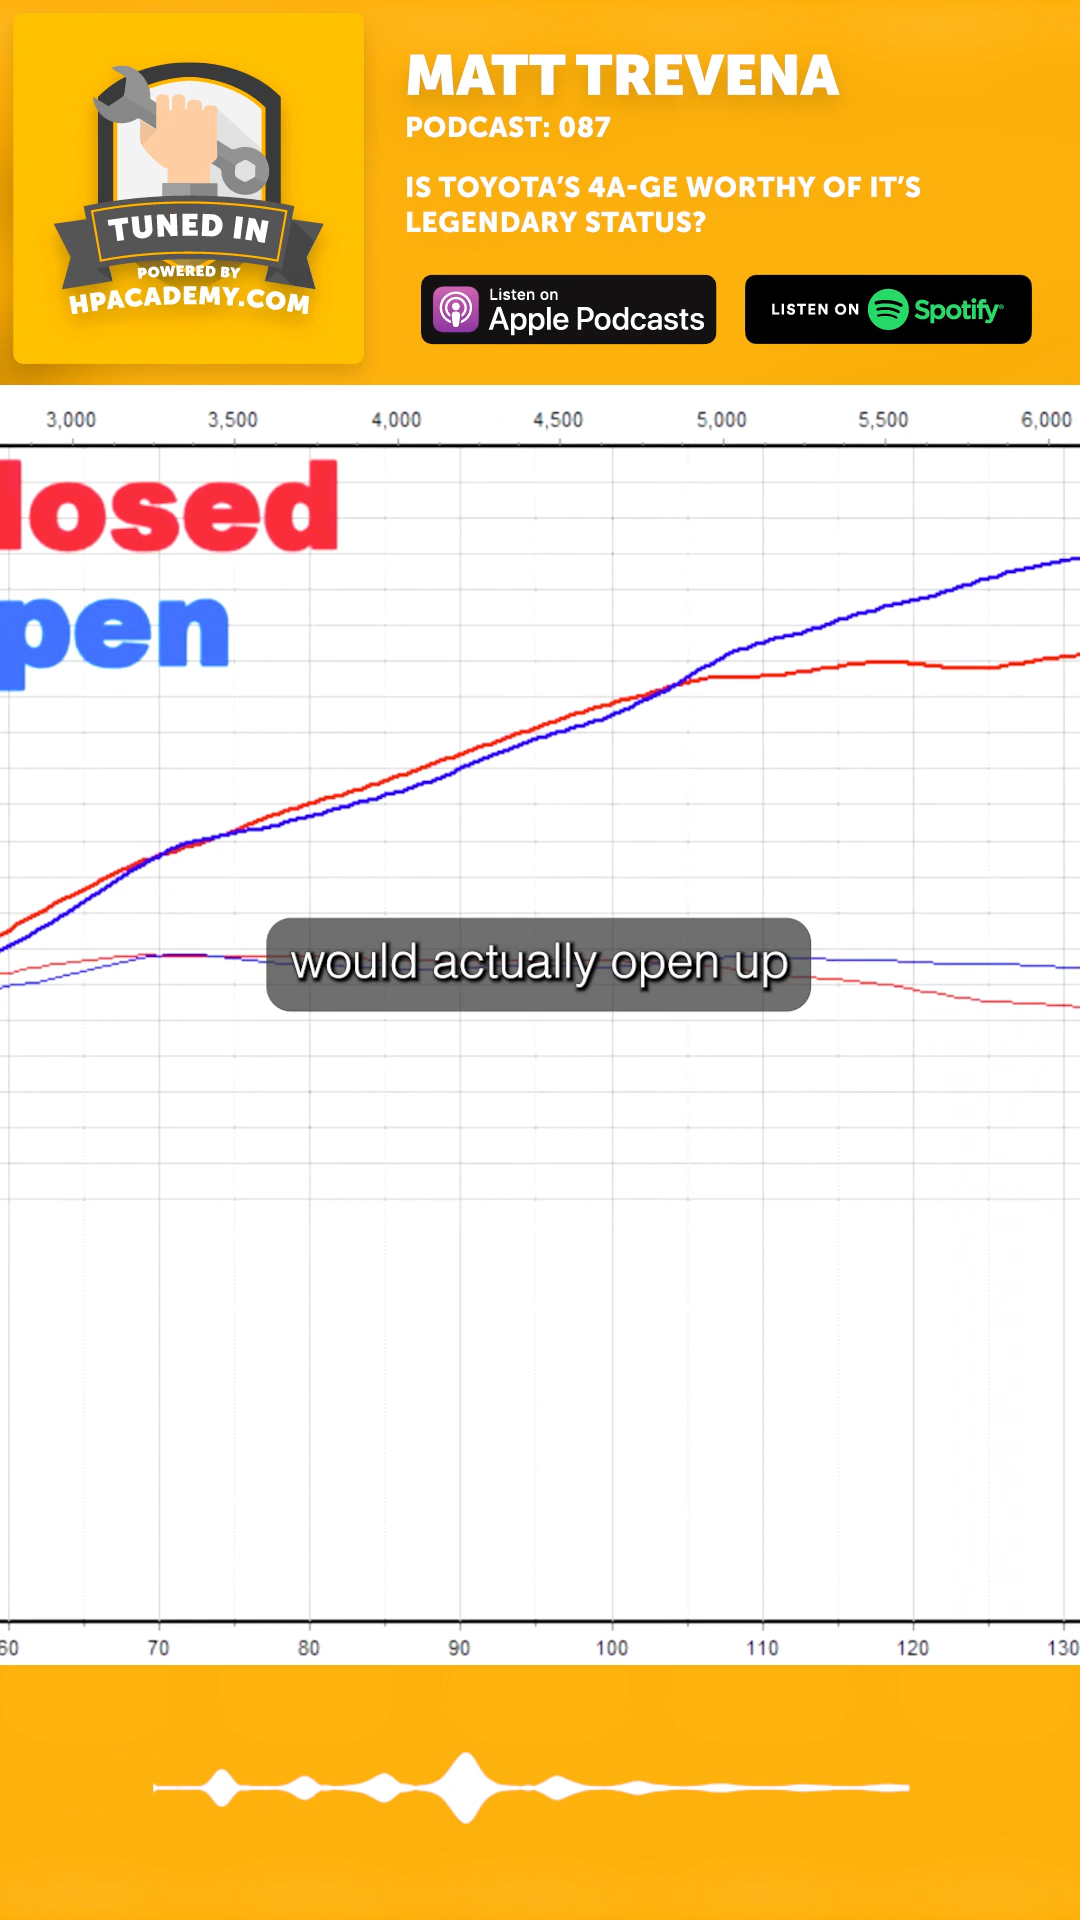 MATT TREVENA
PODCAST: 087
IS TOYOTA'S 4A-GE WORTHY OF IT'S
LEGENDARY STATUS?
TUNED IN
POWERED BY
HPACADEMY.COM
Listen on
Apple Podcasts
LISTEN ON Spotify
3,000 3,500 4,000 4,500 5,000 5,500 6,000
losed
pen
would actually open up
60 70 80 90 100 110 120 130